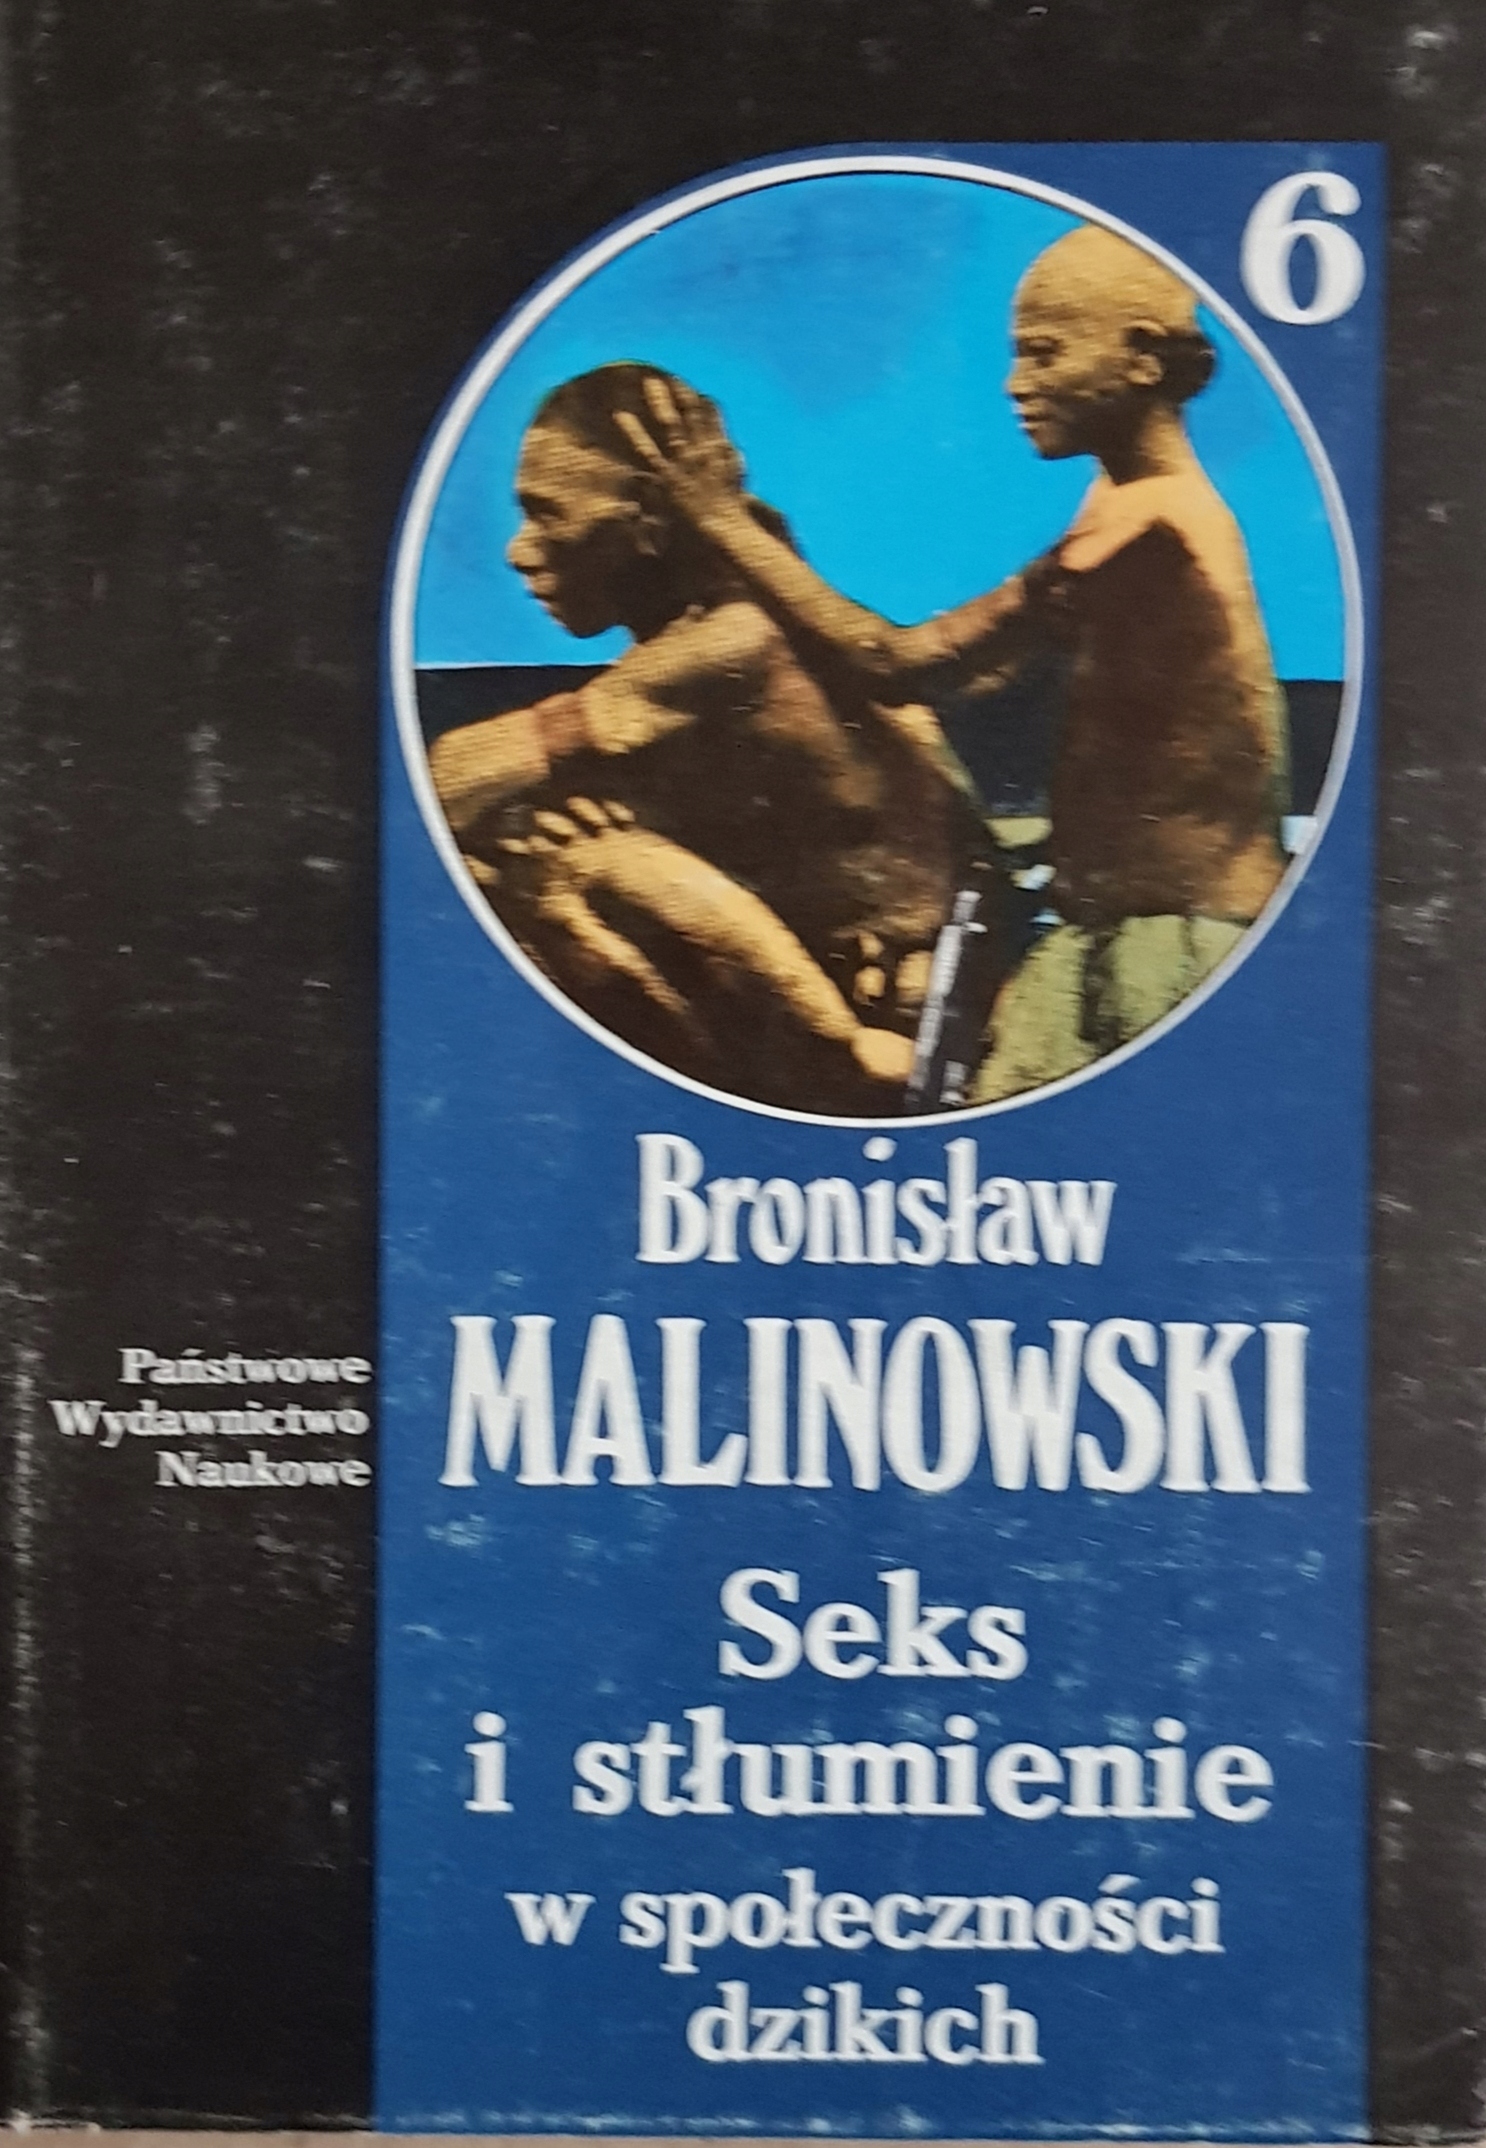 6
Bronisław
MALINOWSKI
Państwowe
Wydawnictwo
Naukowe
Seks
i stłumienie
w społeczności
dzikich